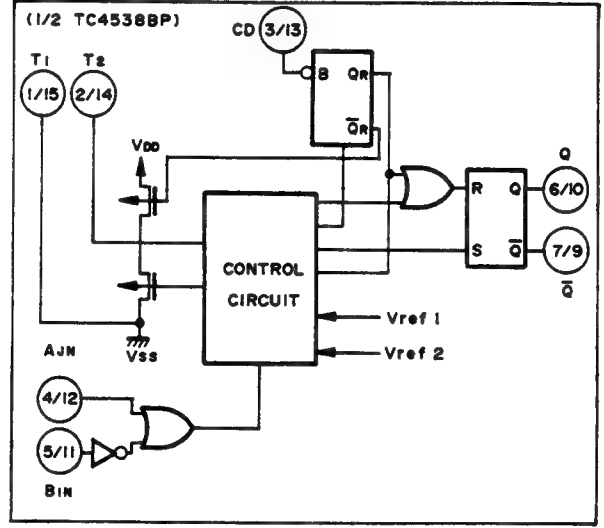 (1/2 TC4538BP)
CD 3/13
T1 T2
1/15 2/14
B QR
Q̅R
VDD
Q
R Q 6/10
S Q̅ 7/9
Q̅
CONTROL
CIRCUIT
Vref 1
Vref 2
VSS
AJN
4/12
5/11
BIN